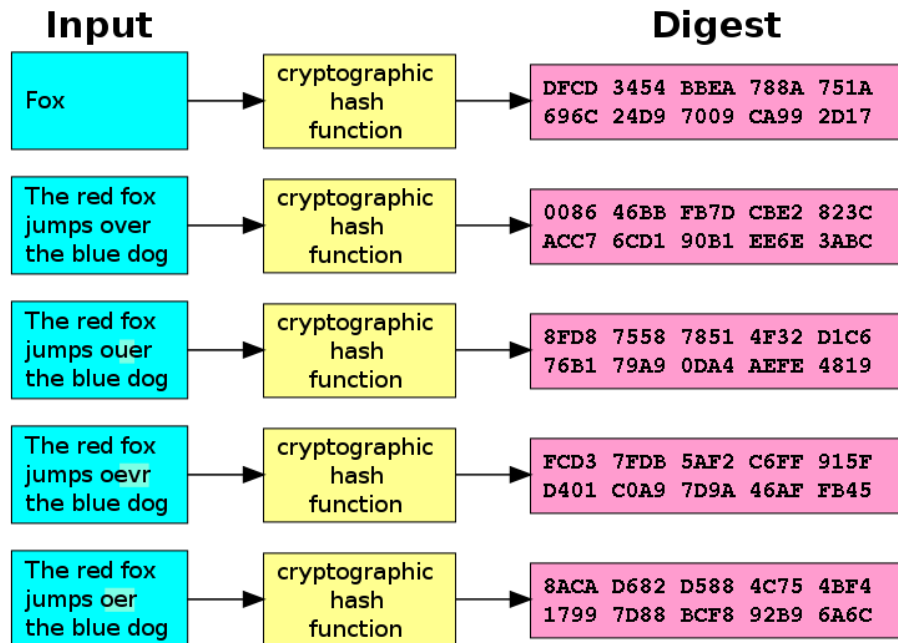 Input
Digest
Fox
cryptographic
hash
function
DFCD 3454 BBEA 788A 751A
696C 24D9 7009 CA99 2D17
The red fox
jumps over
the blue dog
cryptographic
hash
function
0086 46BB FB7D CBE2 823C
ACC7 6CD1 90B1 EE6E 3ABC
The red fox
jumps ouer
the blue dog
cryptographic
hash
function
8FD8 7558 7851 4F32 D1C6
76B1 79A9 0DA4 AEFE 4819
The red fox
jumps oevr
the blue dog
cryptographic
hash
function
FCD3 7FDB 5AF2 C6FF 915F
D401 C0A9 7D9A 46AF FB45
The red fox
jumps oer
the blue dog
cryptographic
hash
function
8ACA D682 D588 4C75 4BF4
1799 7D88 BCF8 92B9 6A6C